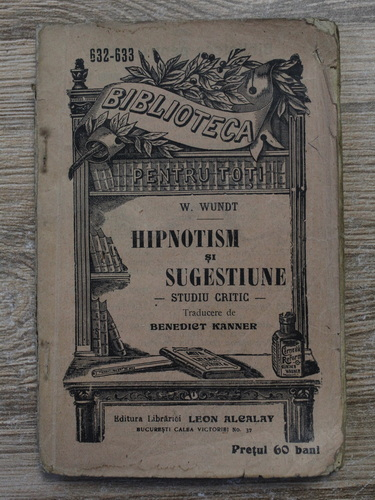 632-633
BIBLIOTECA
PENTRU TOTI
W. WUNDT
HIPNOTISM
ȘI
SUGESTIUNE
— STUDIU CRITIC —
Traducere de
BENEDICT KANNER
Editura Librăriei LEON ALCALAY
BUCUREȘTI CALEA VICTORIEI No. 37
Prețul 60 bani